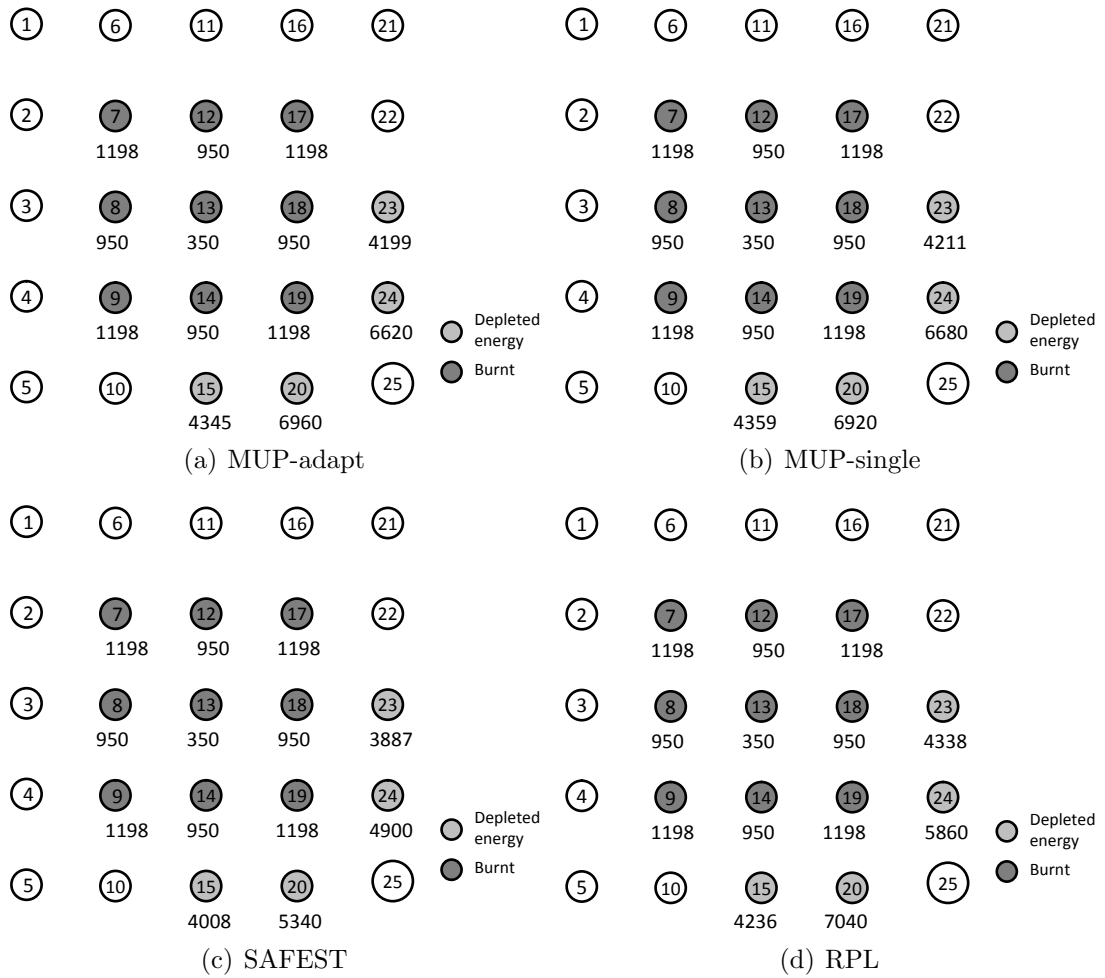 1 6 11 16 21
2 7 12 17 22
1198 950 1198
3 8 13 18 23
950 350 950 4199
4 9 14 19 24
1198 950 1198 6620
Depleted
energy
Burnt
5 10 15 20 25
4345 6960
(a) MUP-adapt
1 6 11 16 21
2 7 12 17 22
1198 950 1198
3 8 13 18 23
950 350 950 4211
4 9 14 19 24
1198 950 1198 6680
Depleted
energy
Burnt
5 10 15 20 25
4359 6920
(b) MUP-single
1 6 11 16 21
2 7 12 17 22
1198 950 1198
3 8 13 18 23
950 350 950 3887
4 9 14 19 24
1198 950 1198 4900
Depleted
energy
Burnt
5 10 15 20 25
4008 5340
(c) SAFEST
1 6 11 16 21
2 7 12 17 22
1198 950 1198
3 8 13 18 23
950 350 950 4338
4 9 14 19 24
1198 950 1198 5860
Depleted
energy
Burnt
5 10 15 20 25
4236 7040
(d) RPL